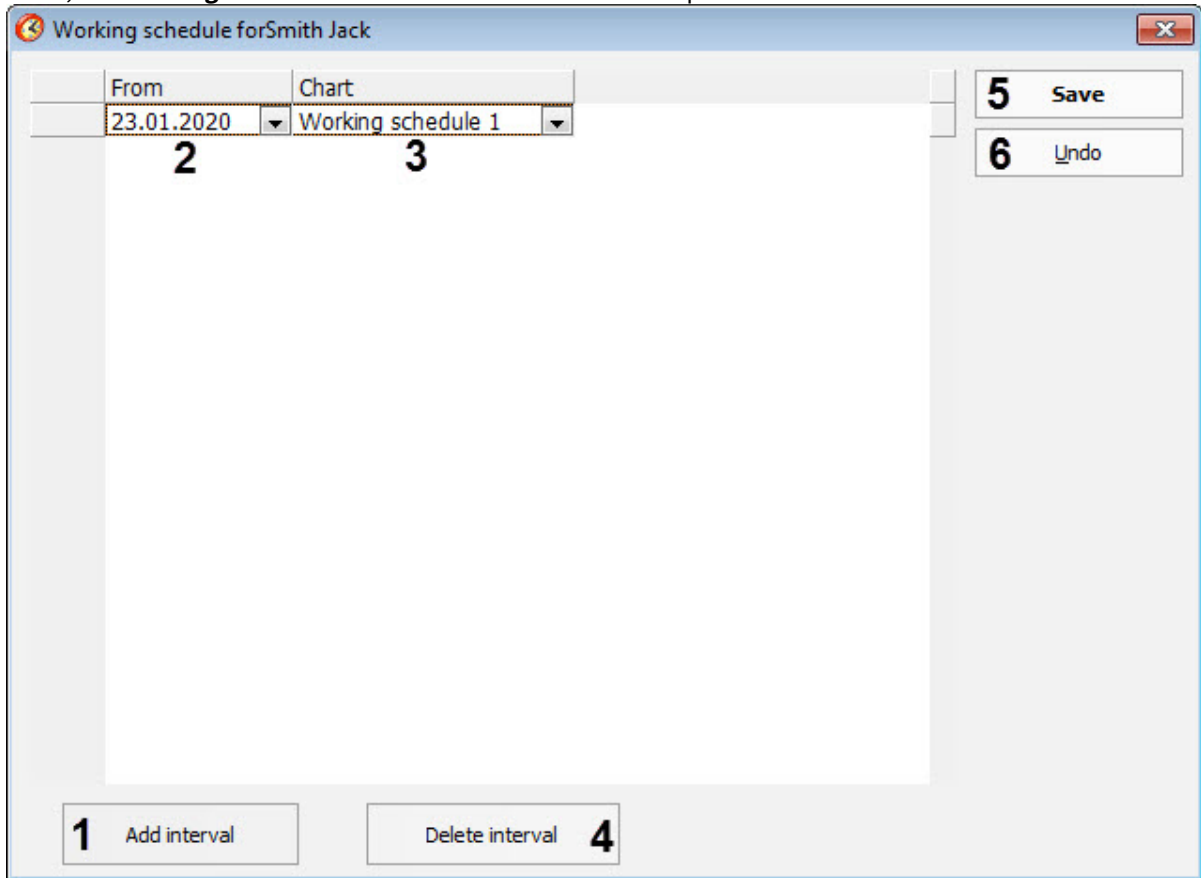 Working schedule forSmith Jack
From Chart
23.01.2020 Working schedule 1
2 3
5 Save
6 Undo
1 Add interval Delete interval 4